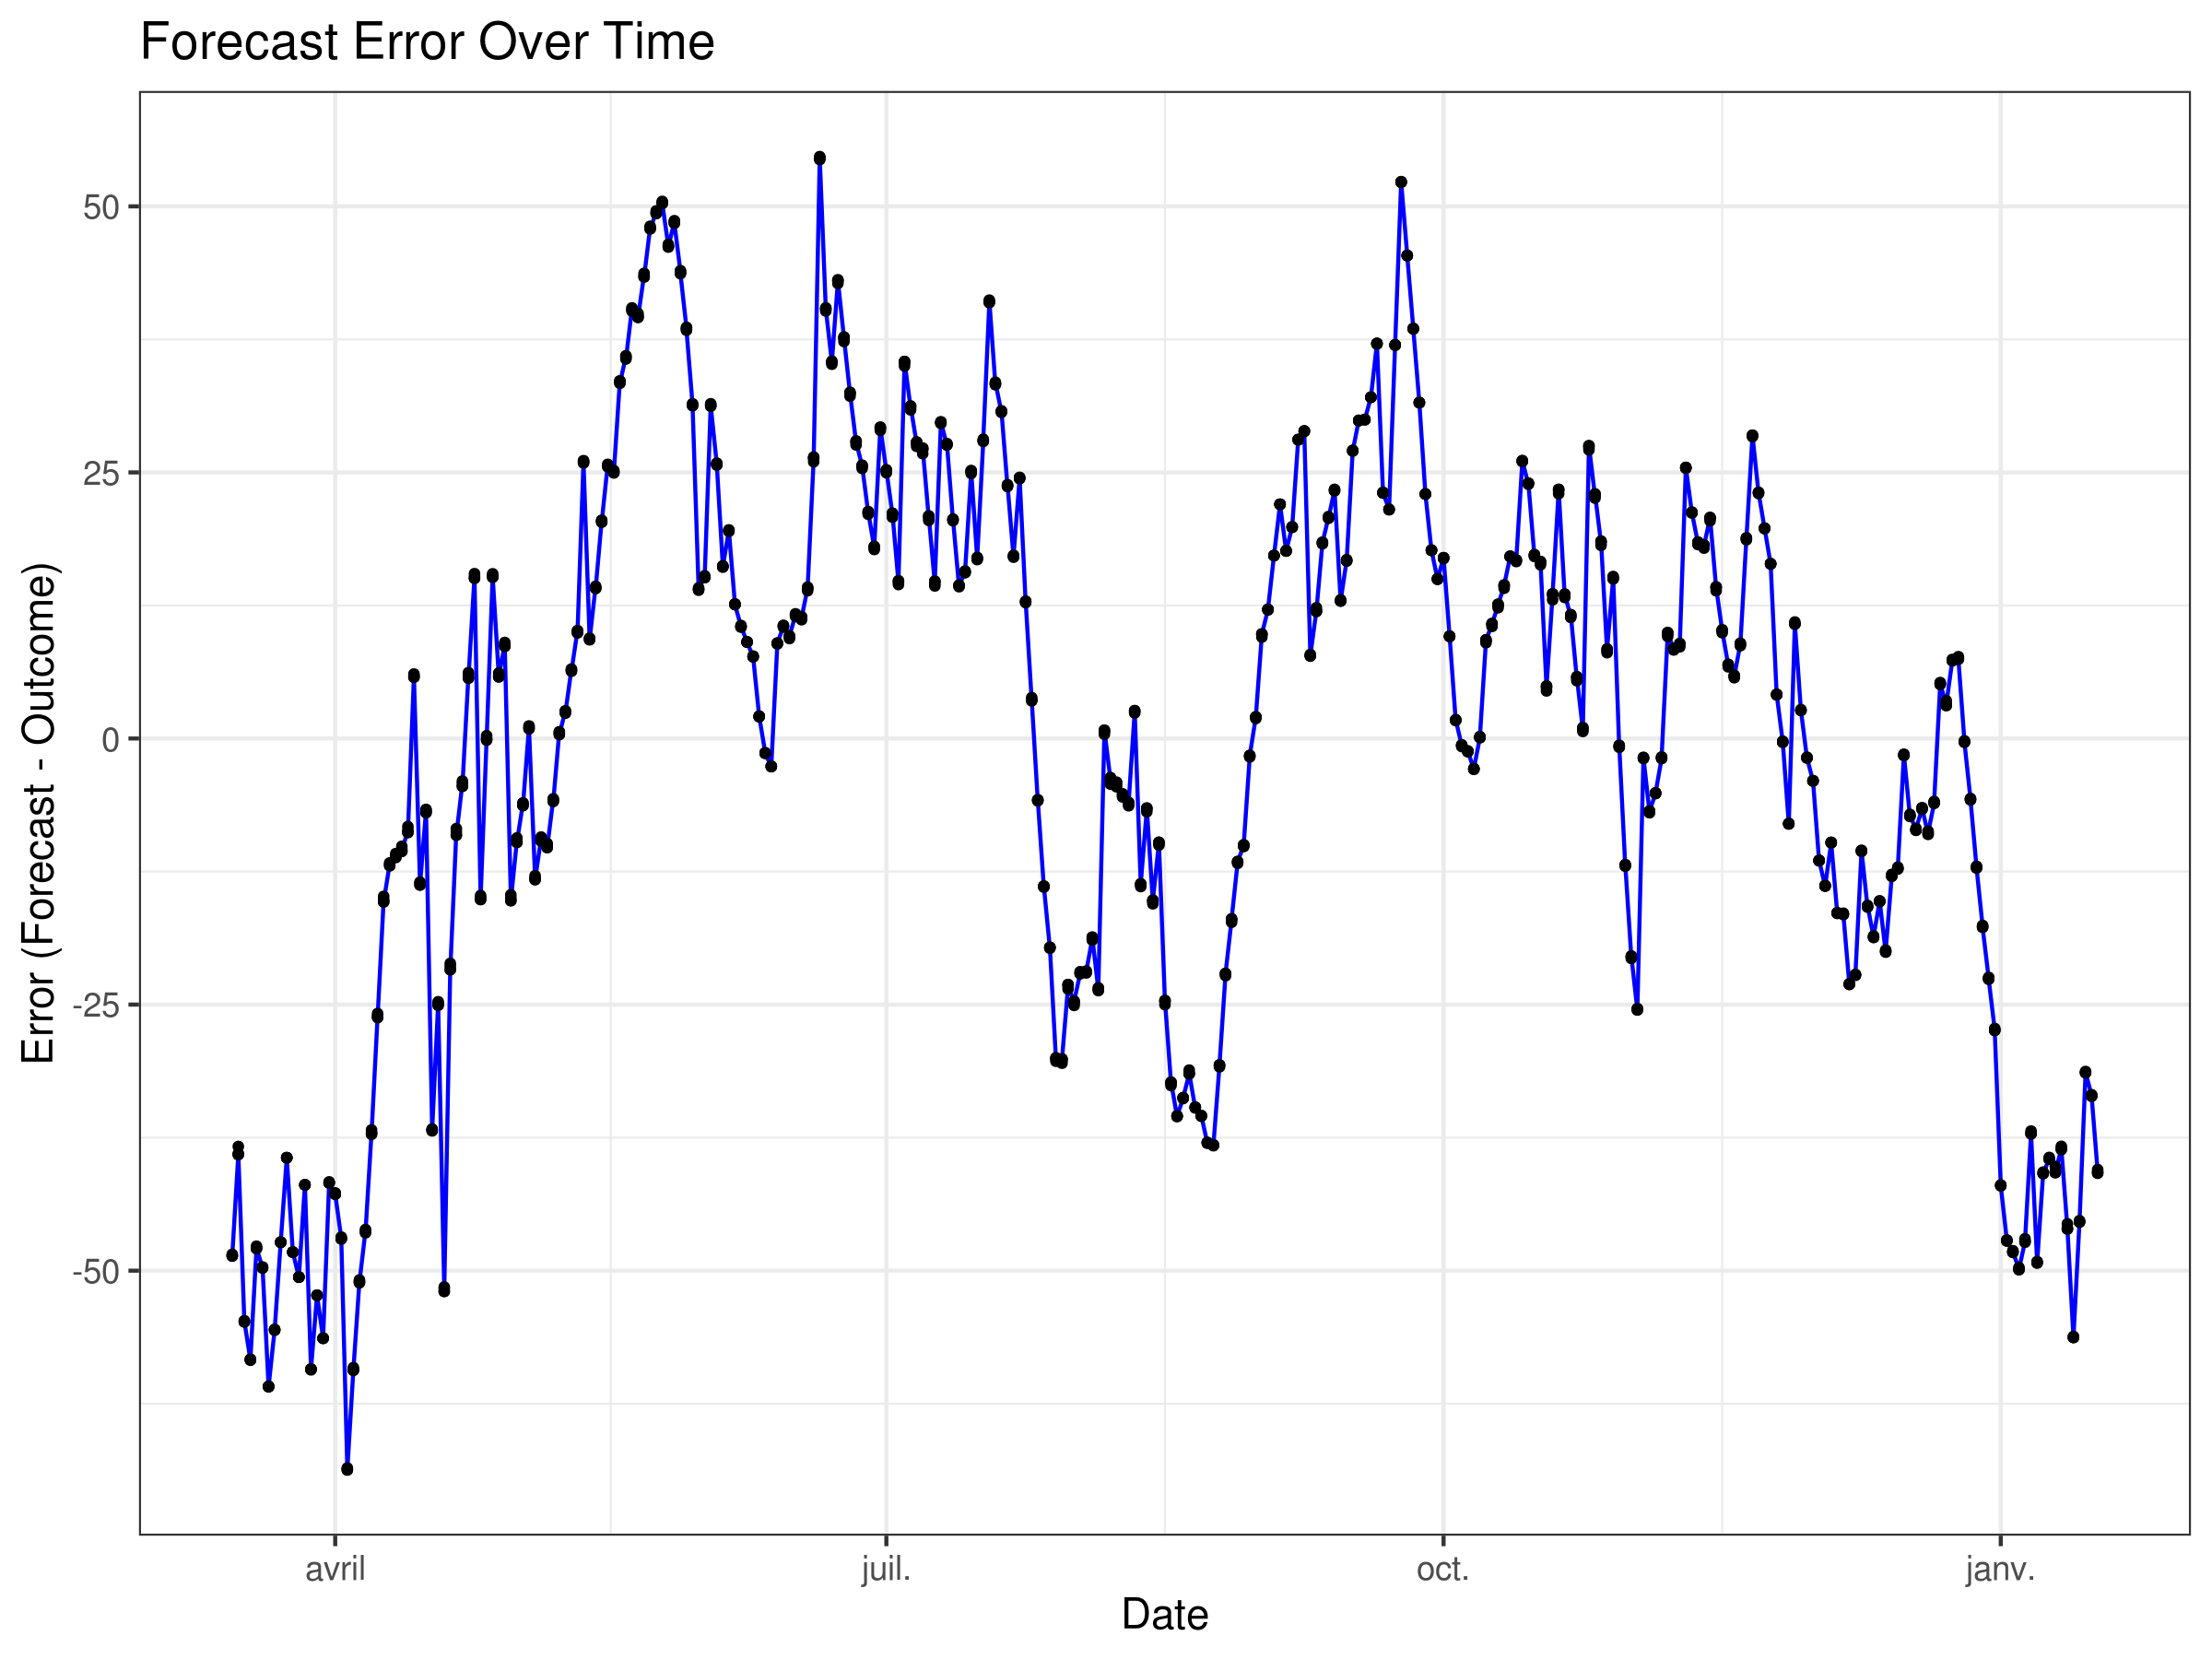 Forecast Error Over Time
Error (Forecast - Outcome)
50
25
0
-25
-50
avril
juil.
oct.
janv.
Date